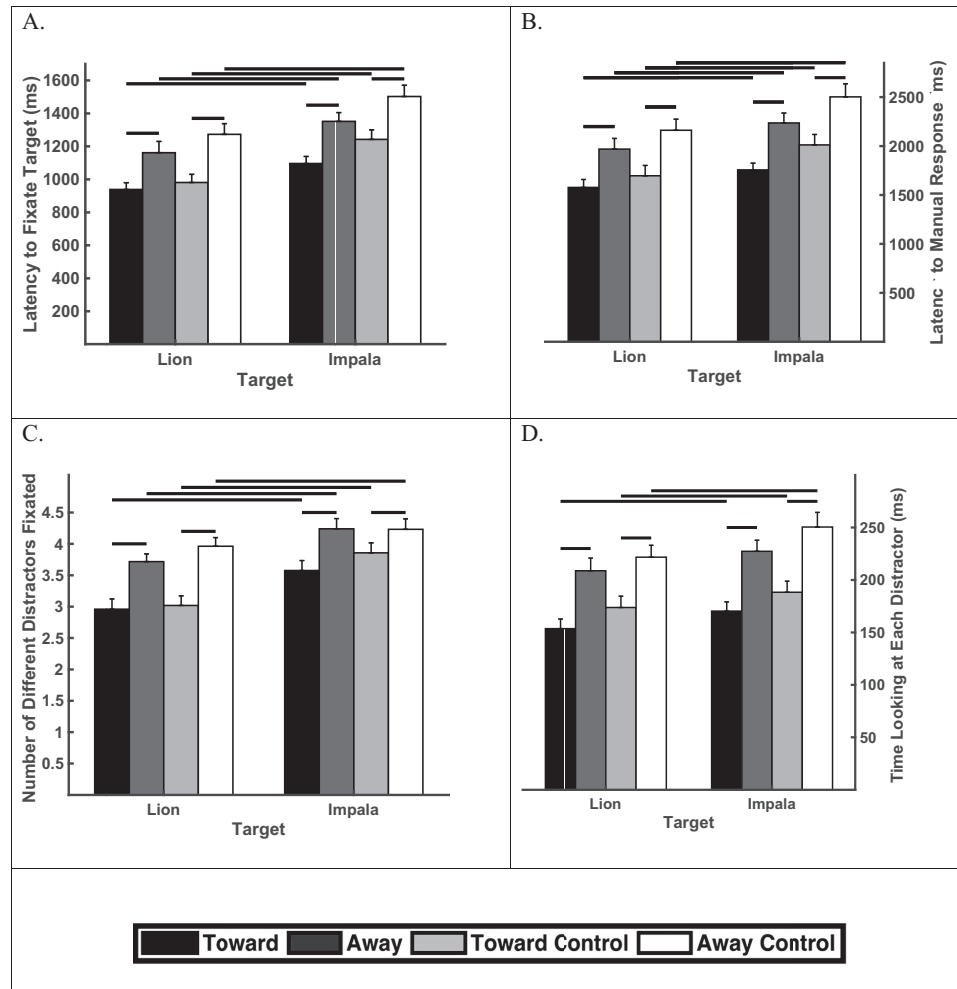 A.
Latency to Fixate Target (ms)
1600
1400
1200
1000
800
600
400
200
Lion
Impala
Target
B.
2500
2000
1500
1000
500
Latenc to Manual Response ms)
Lion
Impala
Target
C.
Number of Different Distractors Fixated
4.5
4
3.5
3
2.5
2
1.5
1
0.5
Lion
Impala
Target
D.
250
200
150
100
50
Time Looking at Each Distractor (ms)
Lion
Impala
Target
Toward Away Toward Control Away Control